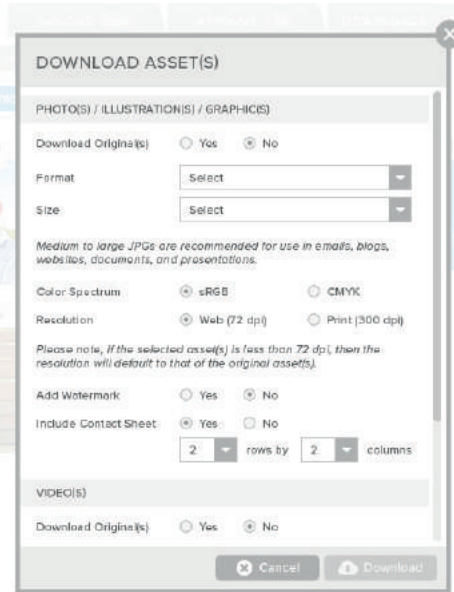 DOWNLOAD ASSET(S)
PHOTO(S) / ILLUSTRATION(S) / GRAPHIC(S)
Download Original(s) Yes No
Format Select
Size Select
Medium to large JPGs are recommended for use in emails, blogs,
websites, documents, and presentations.
Color Spectrum sRGB CMYK
Resolution Web (72 dpi) Print (300 dpi)
Please note, if the selected asset(s) is less than 72 dpi, then the
resolution will default to that of the original asset(s).
Add Watermark Yes No
Include Contact Sheet Yes No
2 rows by 2 columns
VIDEO(S)
Download Original(s) Yes No
Cancel Download